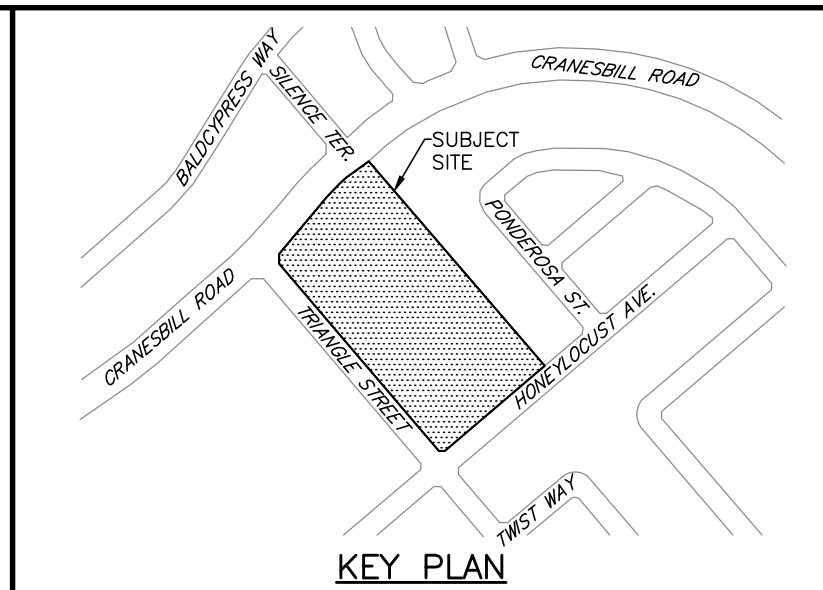 BALDCYPRESS WAY
SILENCE TER.
CRANESBILL ROAD
SUBJECT
SITE
PONDEROSA ST.
CRANESBILL ROAD
TRIANGLE STREET
HONEYLOCUST AVE.
TWIST WAY
KEY PLAN